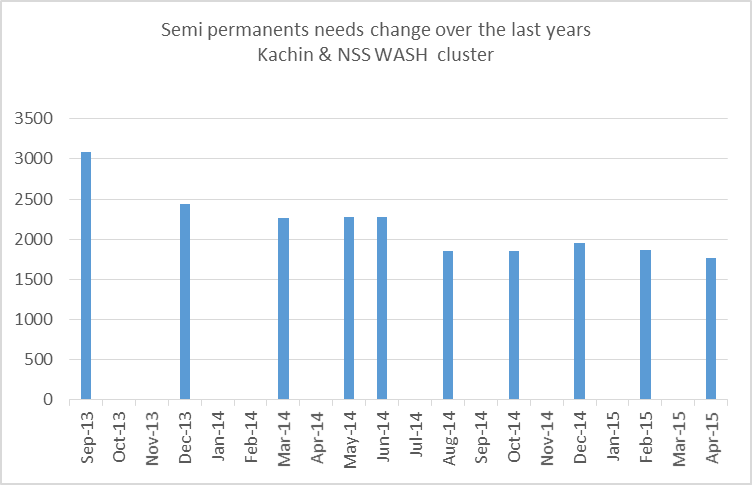 Semi permanents needs change over the last years
Kachin & NSS WASH cluster
3500
3000
2500
2000
1500
1000
500
0
Sep-13
Oct-13
Nov-13
Dec-13
Jan-14
Feb-14
Mar-14
Apr-14
May-14
Jun-14
Jul-14
Aug-14
Sep-14
Oct-14
Nov-14
Dec-14
Jan-15
Feb-15
Mar-15
Apr-15